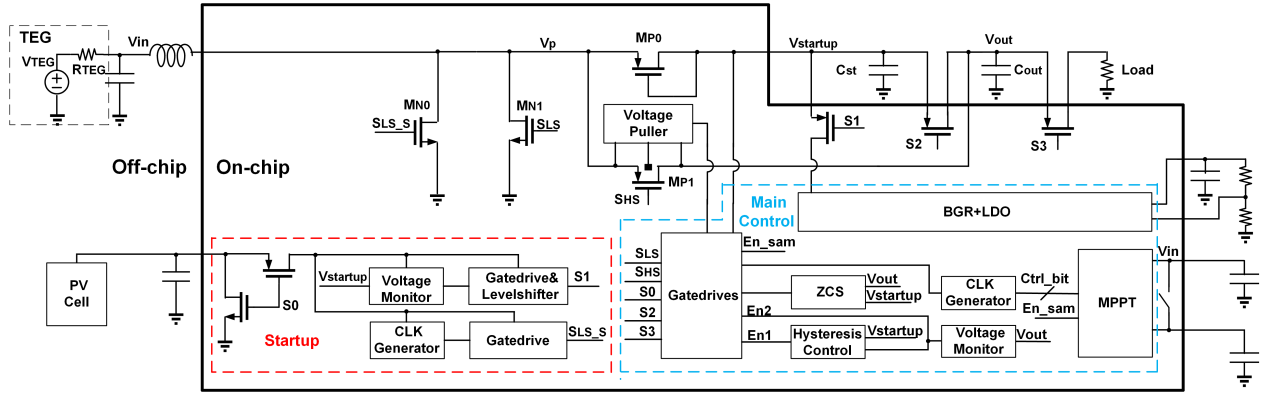 TEG
VTEG
RTEG
Vin
Vp
MP0
Vstartup
Cst
Vout
Cout
Load
MN0
SLS_S
MN1
SLS
Voltage Puller
S1
S2
S3
MP1
SHS
Off-chip
On-chip
Main Control
BGR+LDO
PV Cell
S0
Startup
Vstartup
Voltage Monitor
Gatedrive& Levelshifter
S1
CLK Generator
Gatedrive
SLS_S
SLS
SHS
S0
S2
S3
Gatedrives
En_sam
En2
En1
ZCS
Vout
Vstartup
Hysteresis Control
Vstartup
CLK Generator
Voltage Monitor
Vout
Ctrl_bit
En_sam
MPPT
Vin